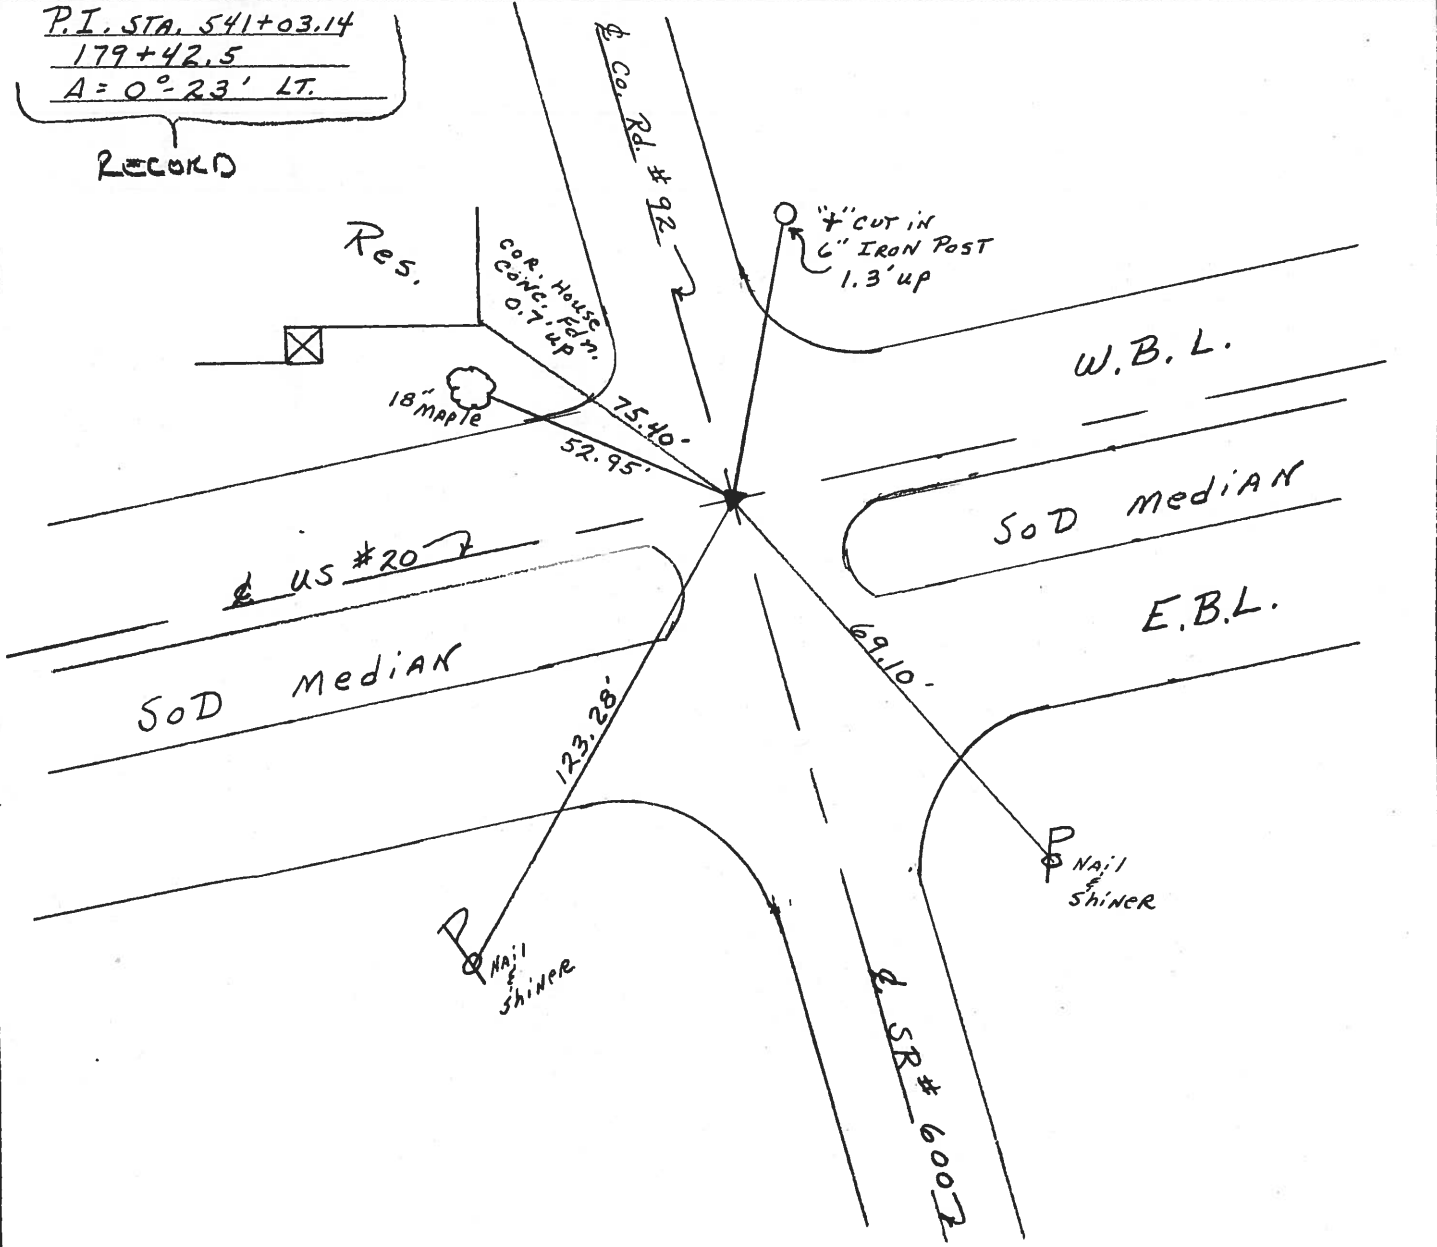 P.I. STA. 541+03.14
179+42.5
A = 0°-23' LT.
RECORD
℄ Co. Rd. # 92
Res.
COR. House
CONC. Fdn.
0.7' up
"+" CUT iN
6" IRON POST
1.3' up
W.B.L.
18" MAPle
75.40'
52.95'
SoD MediAN
℄ US #20
E.B.L.
69.10'
SoD MediAN
123.28'
P
NAil
&
ShiNeR
P
NAil
&
ShiNeR
℄ SR # 600